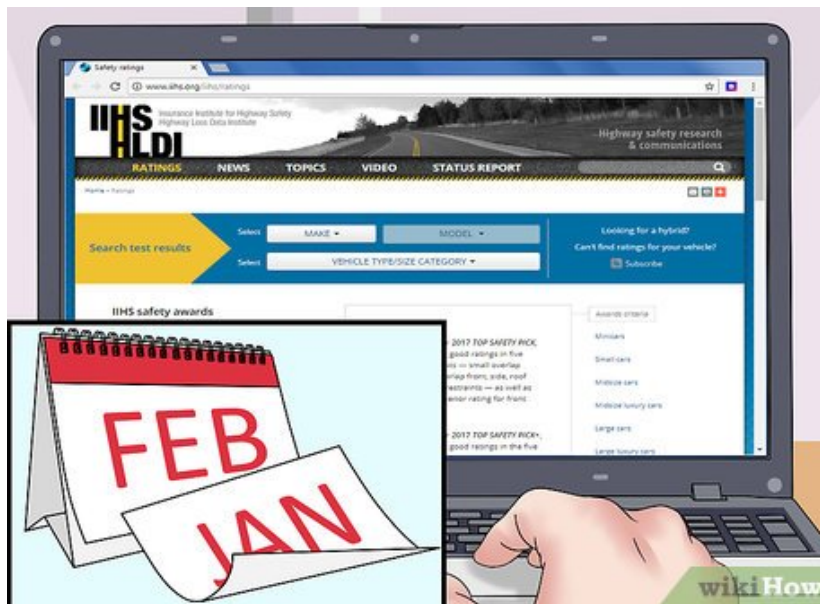 Safety ratings
www.iihs.org/iihs/ratings
IIHS HLDI
Insurance Institute for Highway Safety
Highway Loss Data Institute
Highway safety research
& communications
RATINGS NEWS TOPICS VIDEO STATUS REPORT
Home » Ratings
Search test results
Select MAKE MODEL
Select VEHICLE TYPE/SIZE CATEGORY
Looking for a hybrid?
Can't find ratings for your vehicle?
Subscribe
IIHS safety awards
2017 TOP SAFETY PICK,
good ratings in five
small overlap
front, side, roof
restraints — as well as
rating for front
2017 TOP SAFETY PICK+,
good ratings in the five
Awards criteria
Minicars
Small cars
Midsize cars
Midsize luxury cars
Large cars
Large luxury cars
FEB
JAN
wikiHow